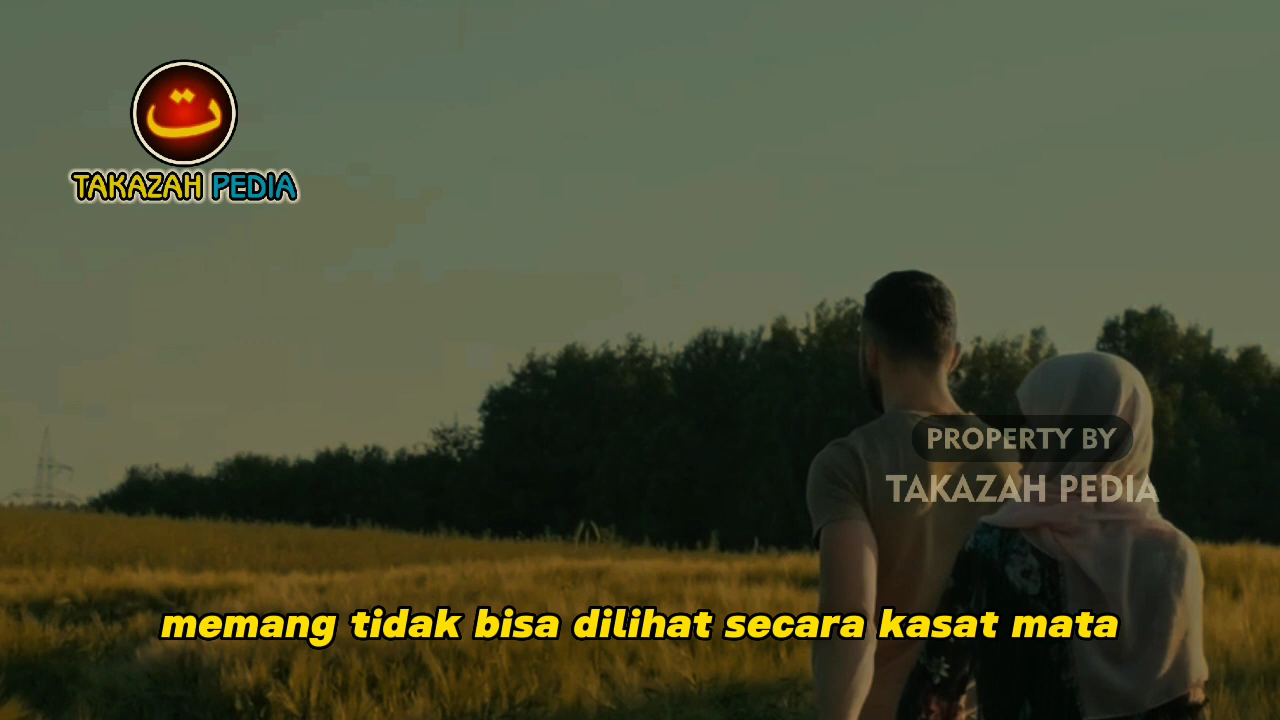 ت
TAKAZAH PEDIA
PROPERTY BY
TAKAZAH PEDIA
memang tidak bisa dilihat secara kasat mata